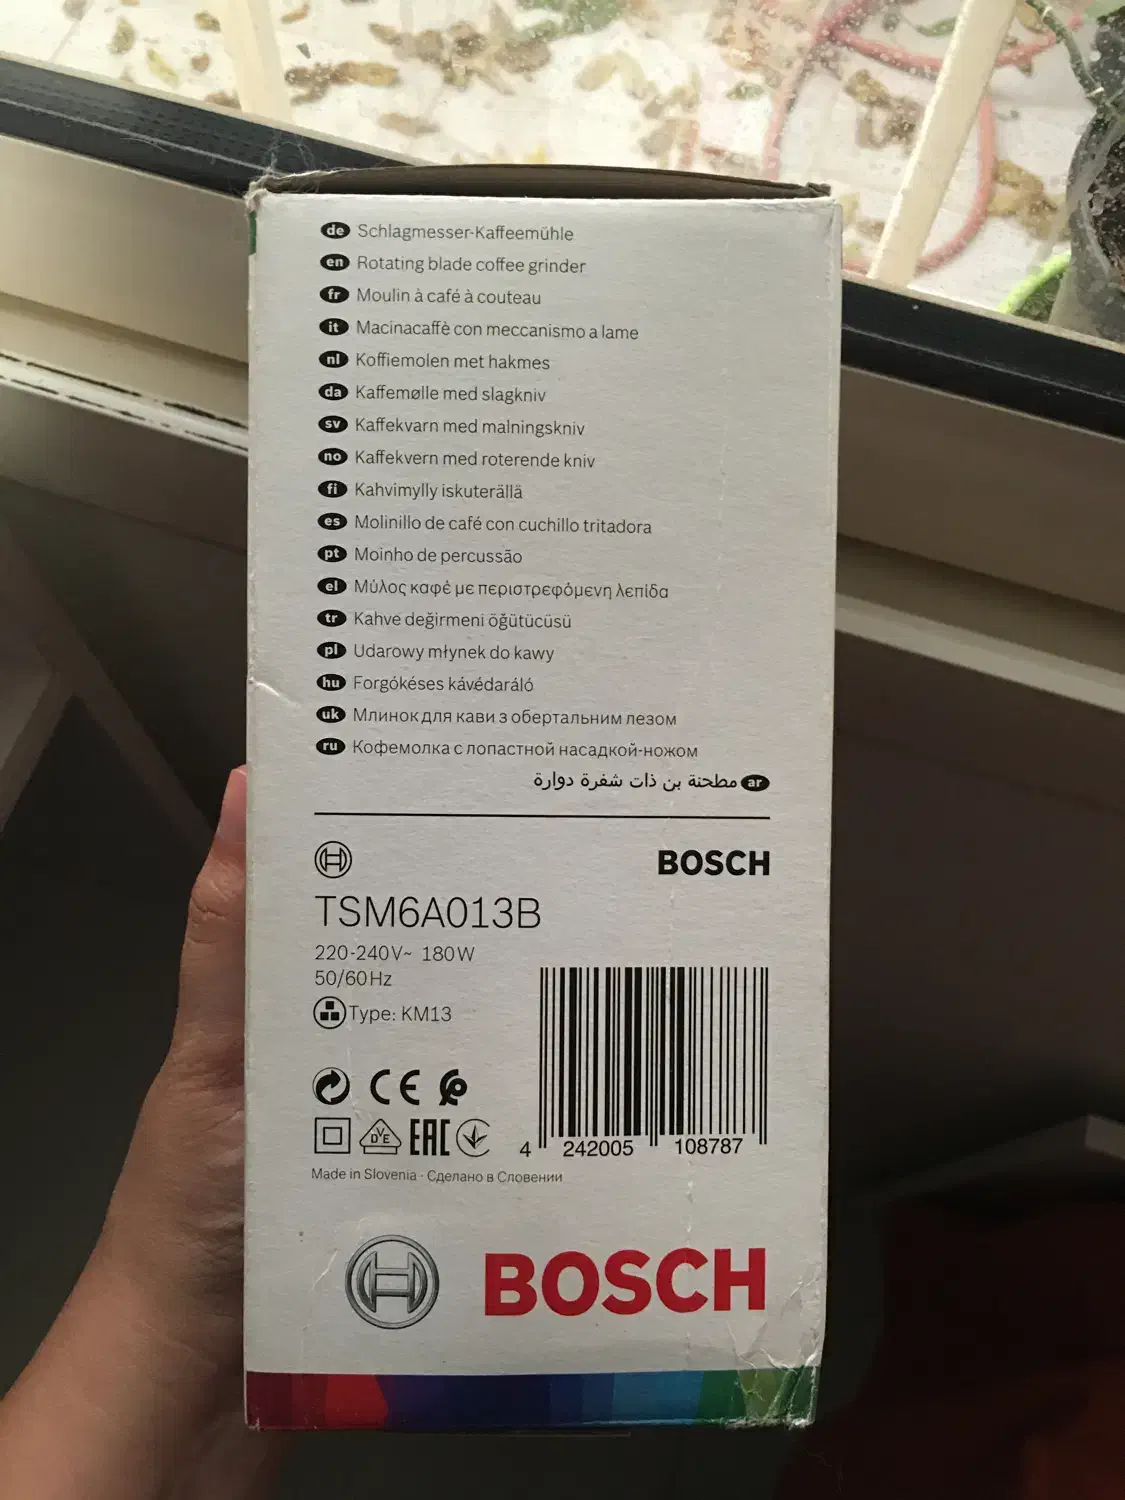 de Schlagmesser-Kaffeemühle
en Rotating blade coffee grinder
fr Moulin à café à couteau
it Macinacaffè con meccanismo a lame
nl Koffiemolen met hakmes
da Kaffemølle med slagkniv
sv Kaffekvarn med malningskniv
no Kaffekvern med roterende kniv
fi Kahvimylly iskuterällä
es Molinillo de café con cuchillo tritadora
pt Moinho de percussão
el Μύλος καφέ με περιστρεφόμενη λεπίδα
tr Kahve değirmeni öğütücüsü
pl Udarowy młynek do kawy
hu Forgókéses kávédaráló
uk Млинок для кави з обертальним лезом
ru Кофемолка с лопастной насадкой-ножом
ar مطحنة بن ذات شفرة دوارة
BOSCH
TSM6A013B
220-240V~ 180W
50/60Hz
Type: KM13
CE
DVE EAC
4 242005 108787
Made in Slovenia · Сделано в Словении
BOSCH